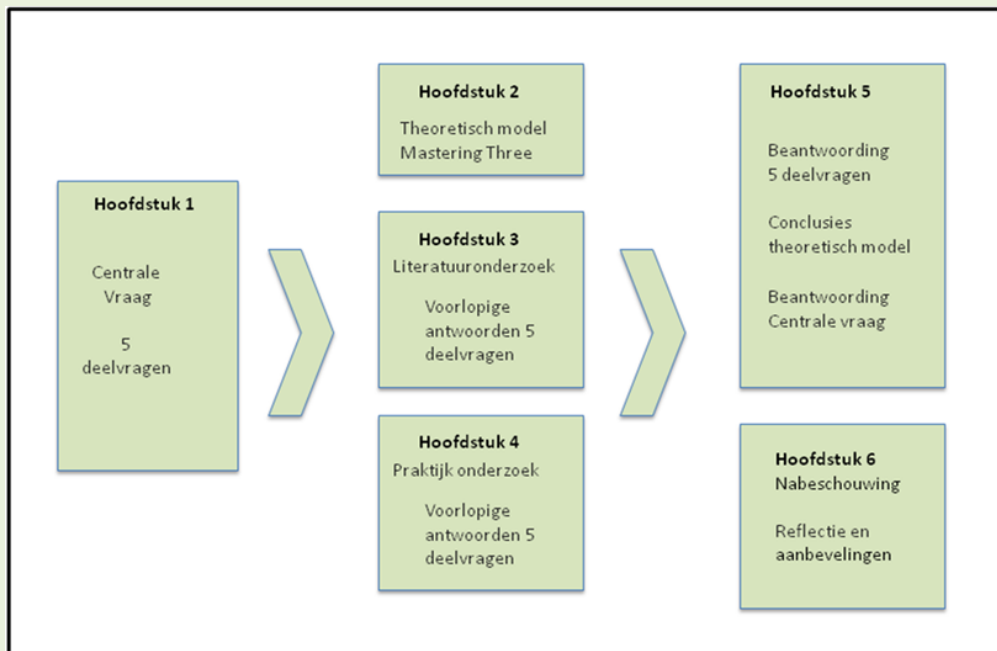 Hoofdstuk 1
Centrale
Vraag
5
deelvragen
Hoofdstuk 2
Theoretisch model
Mastering Three
Hoofdstuk 3
Literatuuronderzoek
Voorlopige
antwoorden 5
deelvragen
Hoofdstuk 4
Praktijk onderzoek
Voorlopige
antwoorden 5
deelvragen
Hoofdstuk 5
Beantwoording
5 deelvragen
Conclusies
theoretisch model
Beantwoording
Centrale vraag
Hoofdstuk 6
Nabeschouwing
Reflectie en
aanbevelingen